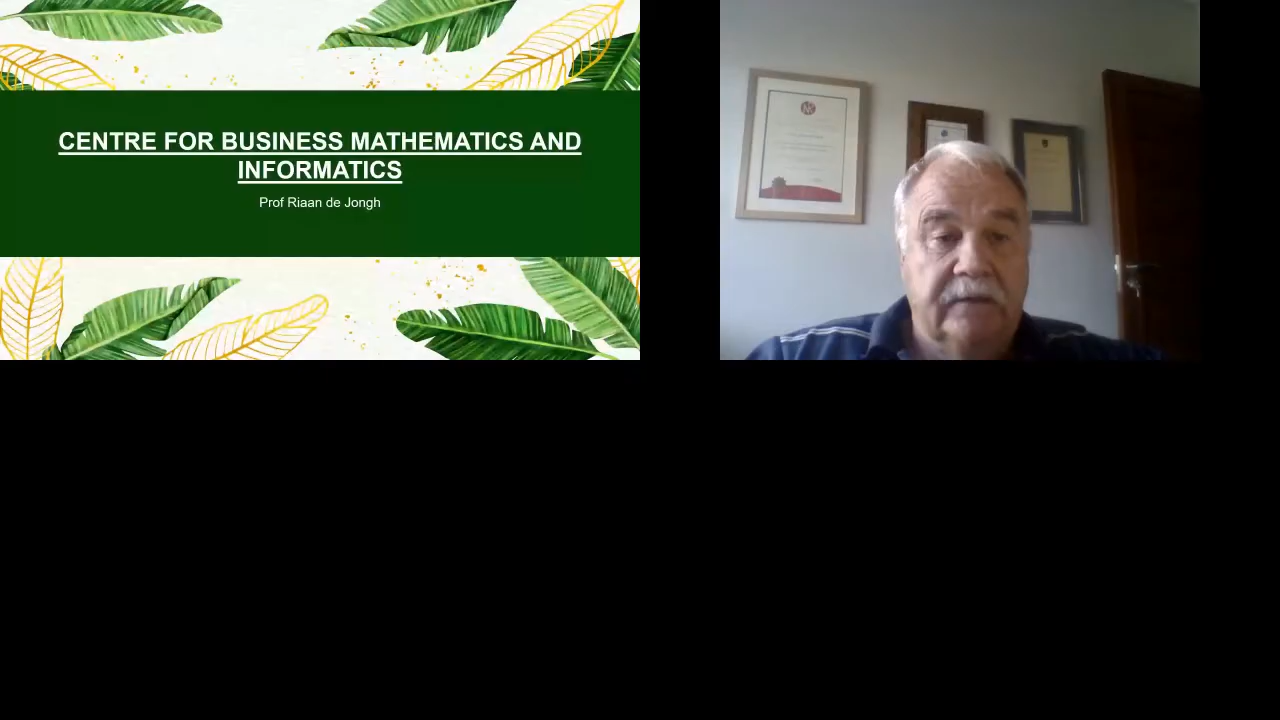 CENTRE FOR BUSINESS MATHEMATICS AND
INFORMATICS
Prof Riaan de Jongh